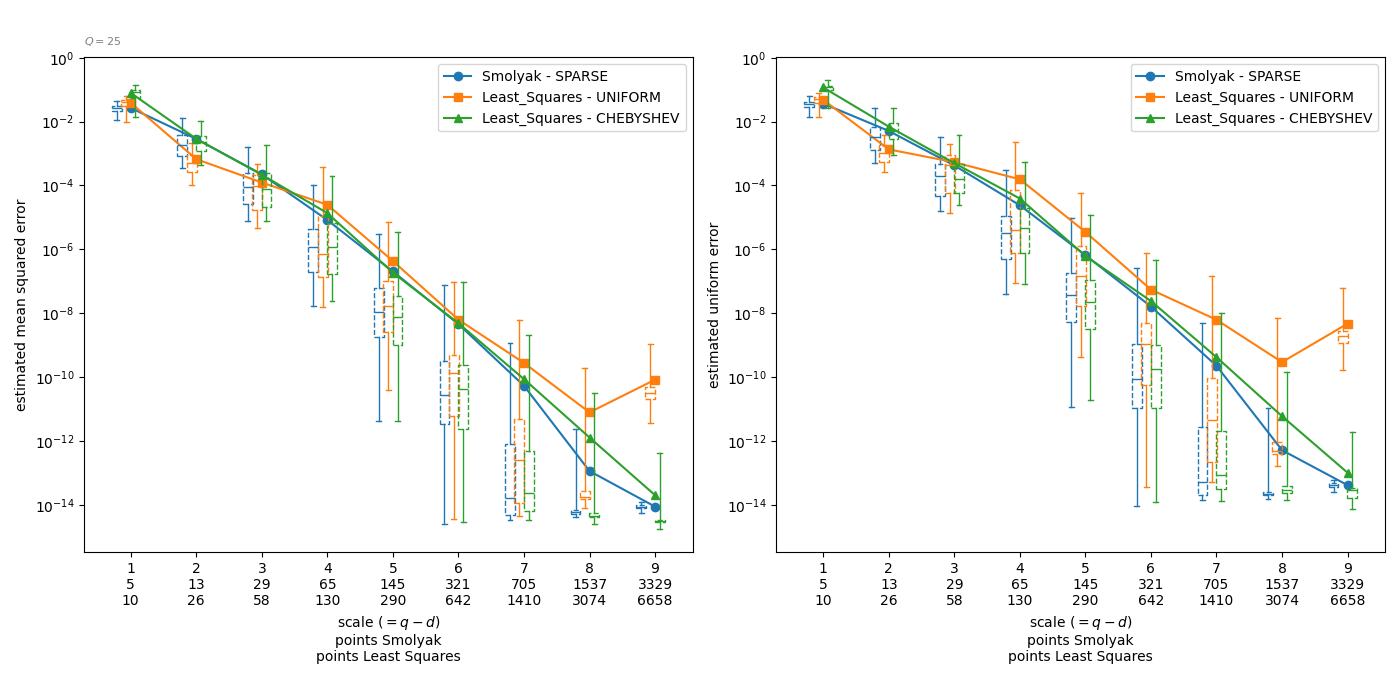 Q = 25
estimated mean squared error
10^0
10^-2
10^-4
10^-6
10^-8
10^-10
10^-12
10^-14
Smolyak - SPARSE
Least_Squares - UNIFORM
Least_Squares - CHEBYSHEV
1 2 3 4 5 6 7 8 9
5 13 29 65 145 321 705 1537 3329
10 26 58 130 290 642 1410 3074 6658
scale (= q − d)
points Smolyak
points Least Squares
estimated uniform error
10^0
10^-2
10^-4
10^-6
10^-8
10^-10
10^-12
10^-14
Smolyak - SPARSE
Least_Squares - UNIFORM
Least_Squares - CHEBYSHEV
1 2 3 4 5 6 7 8 9
5 13 29 65 145 321 705 1537 3329
10 26 58 130 290 642 1410 3074 6658
scale (= q − d)
points Smolyak
points Least Squares